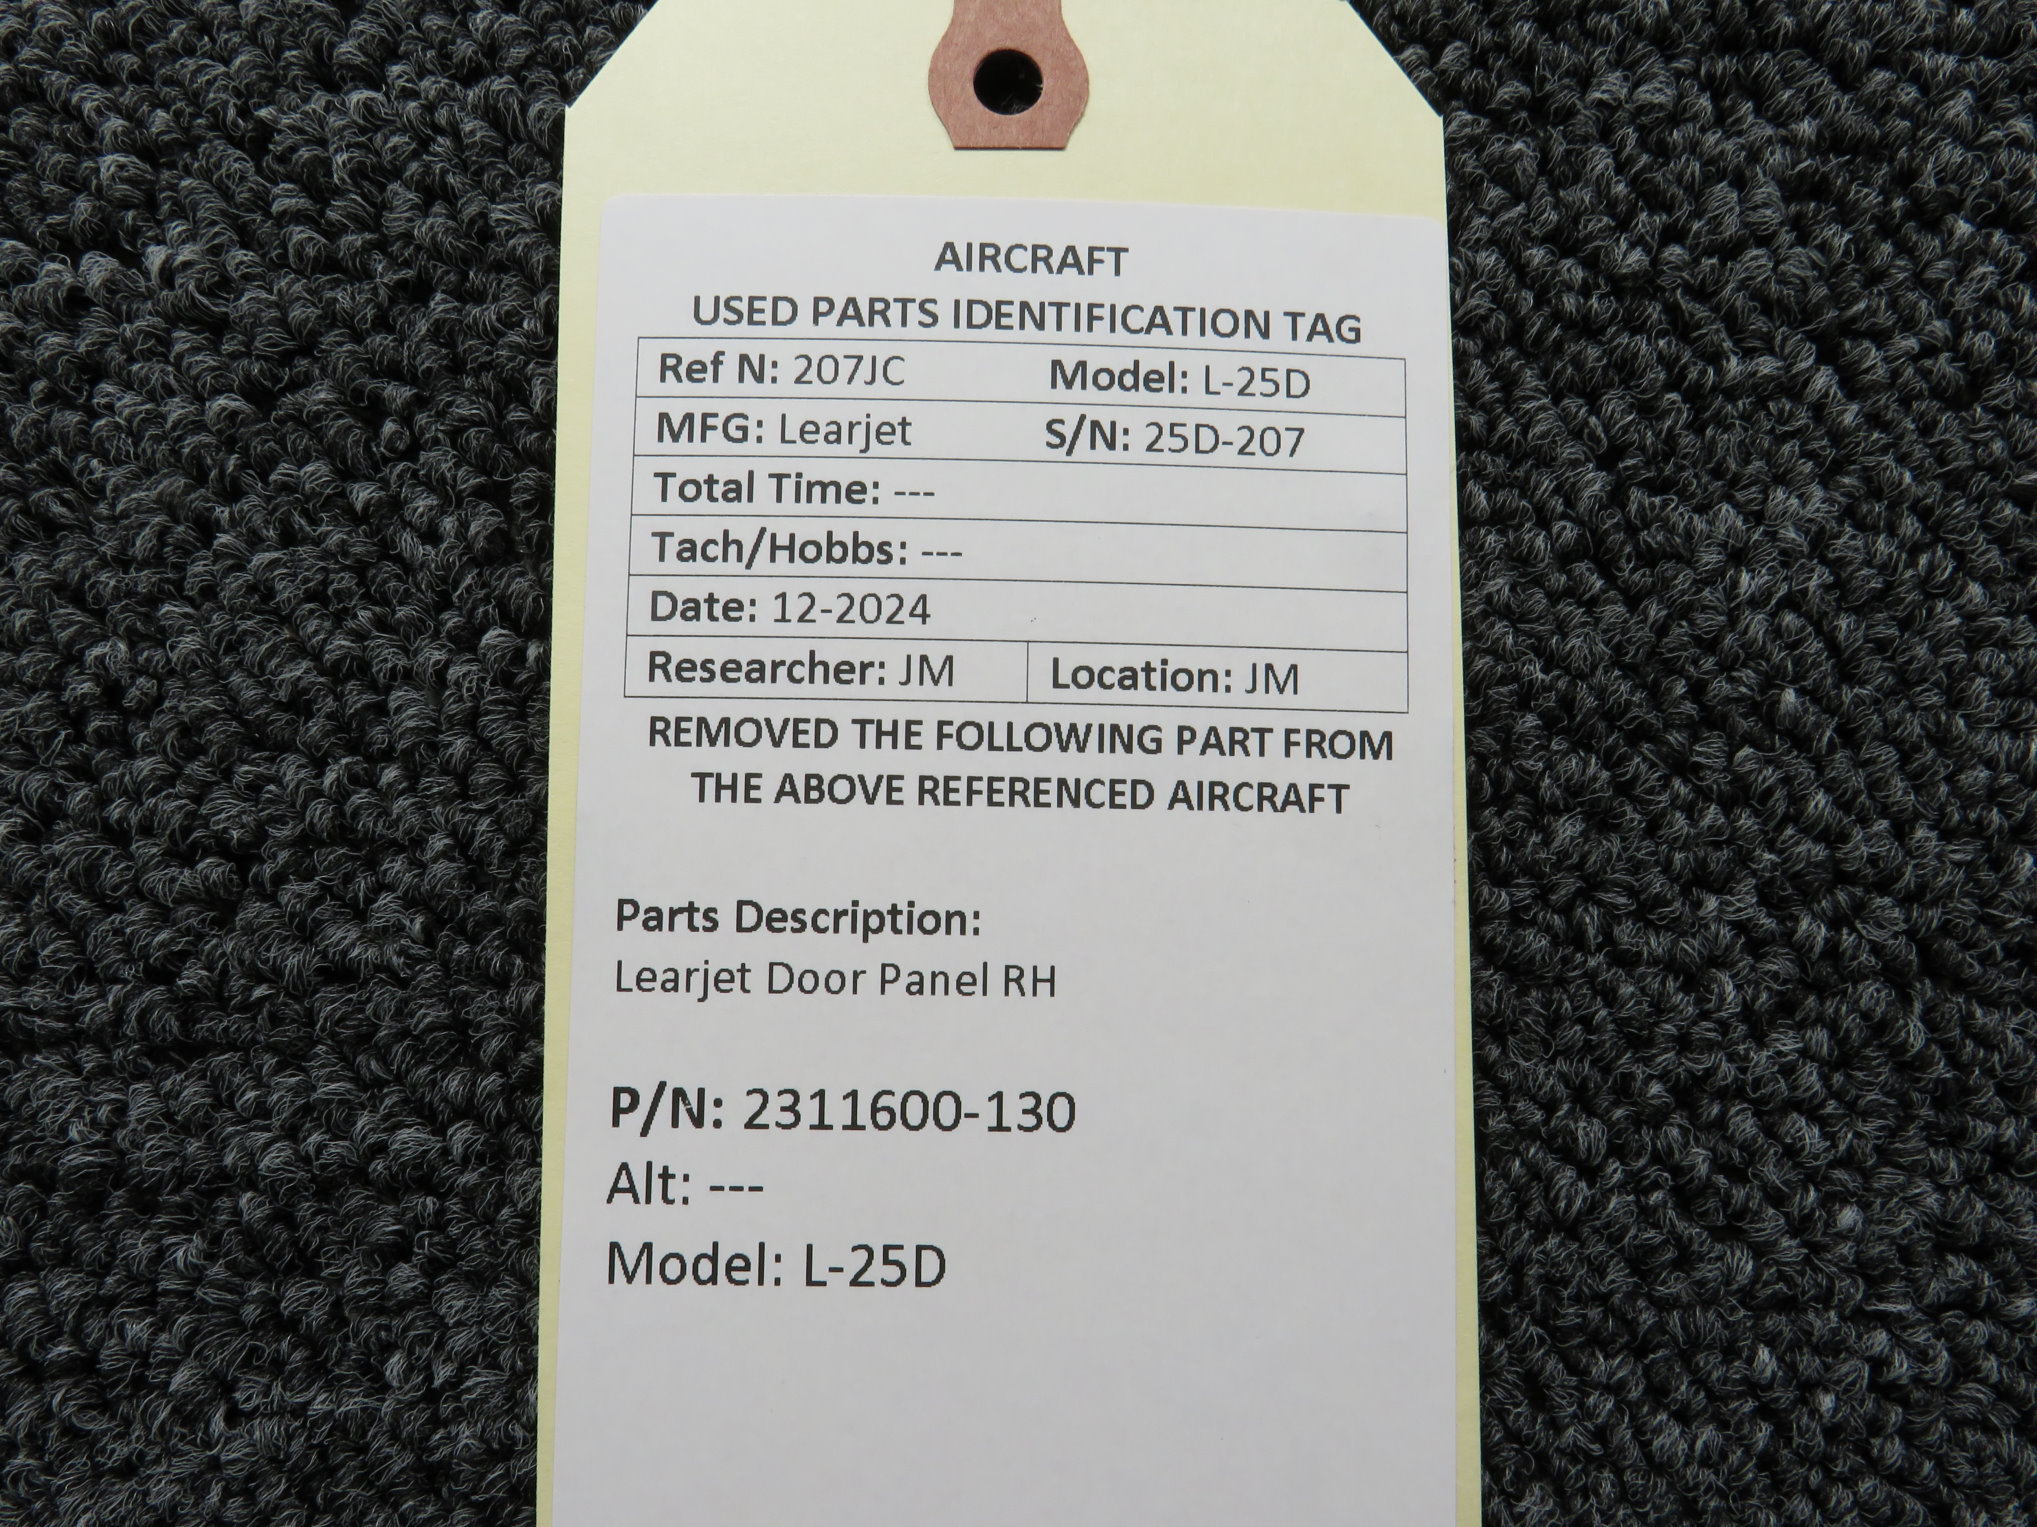 AIRCRAFT
USED PARTS IDENTIFICATION TAG
Ref N: 207JC Model: L-25D
MFG: Learjet S/N: 25D-207
Total Time: ---
Tach/Hobbs: ---
Date: 12-2024
Researcher: JM Location: JM
REMOVED THE FOLLOWING PART FROM
THE ABOVE REFERENCED AIRCRAFT
Parts Description:
Learjet Door Panel RH
P/N: 2311600-130
Alt: ---
Model: L-25D